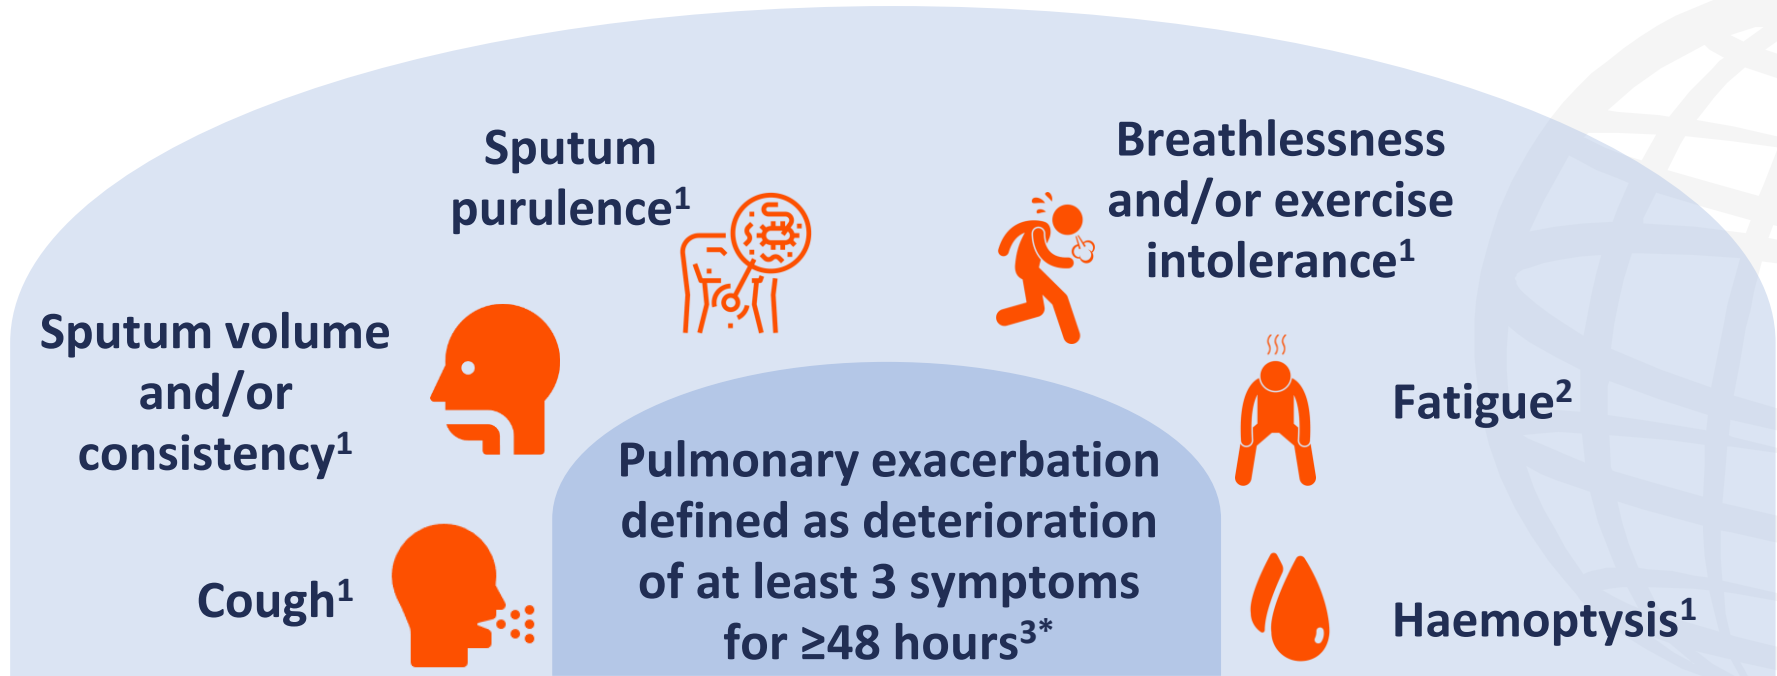 Sputum
purulence¹
Breathlessness
and/or exercise
intolerance¹
Sputum volume
and/or
consistency¹
Fatigue²
Cough¹
Pulmonary exacerbation
defined as deterioration
of at least 3 symptoms
for ≥48 hours³*
Haemoptysis¹